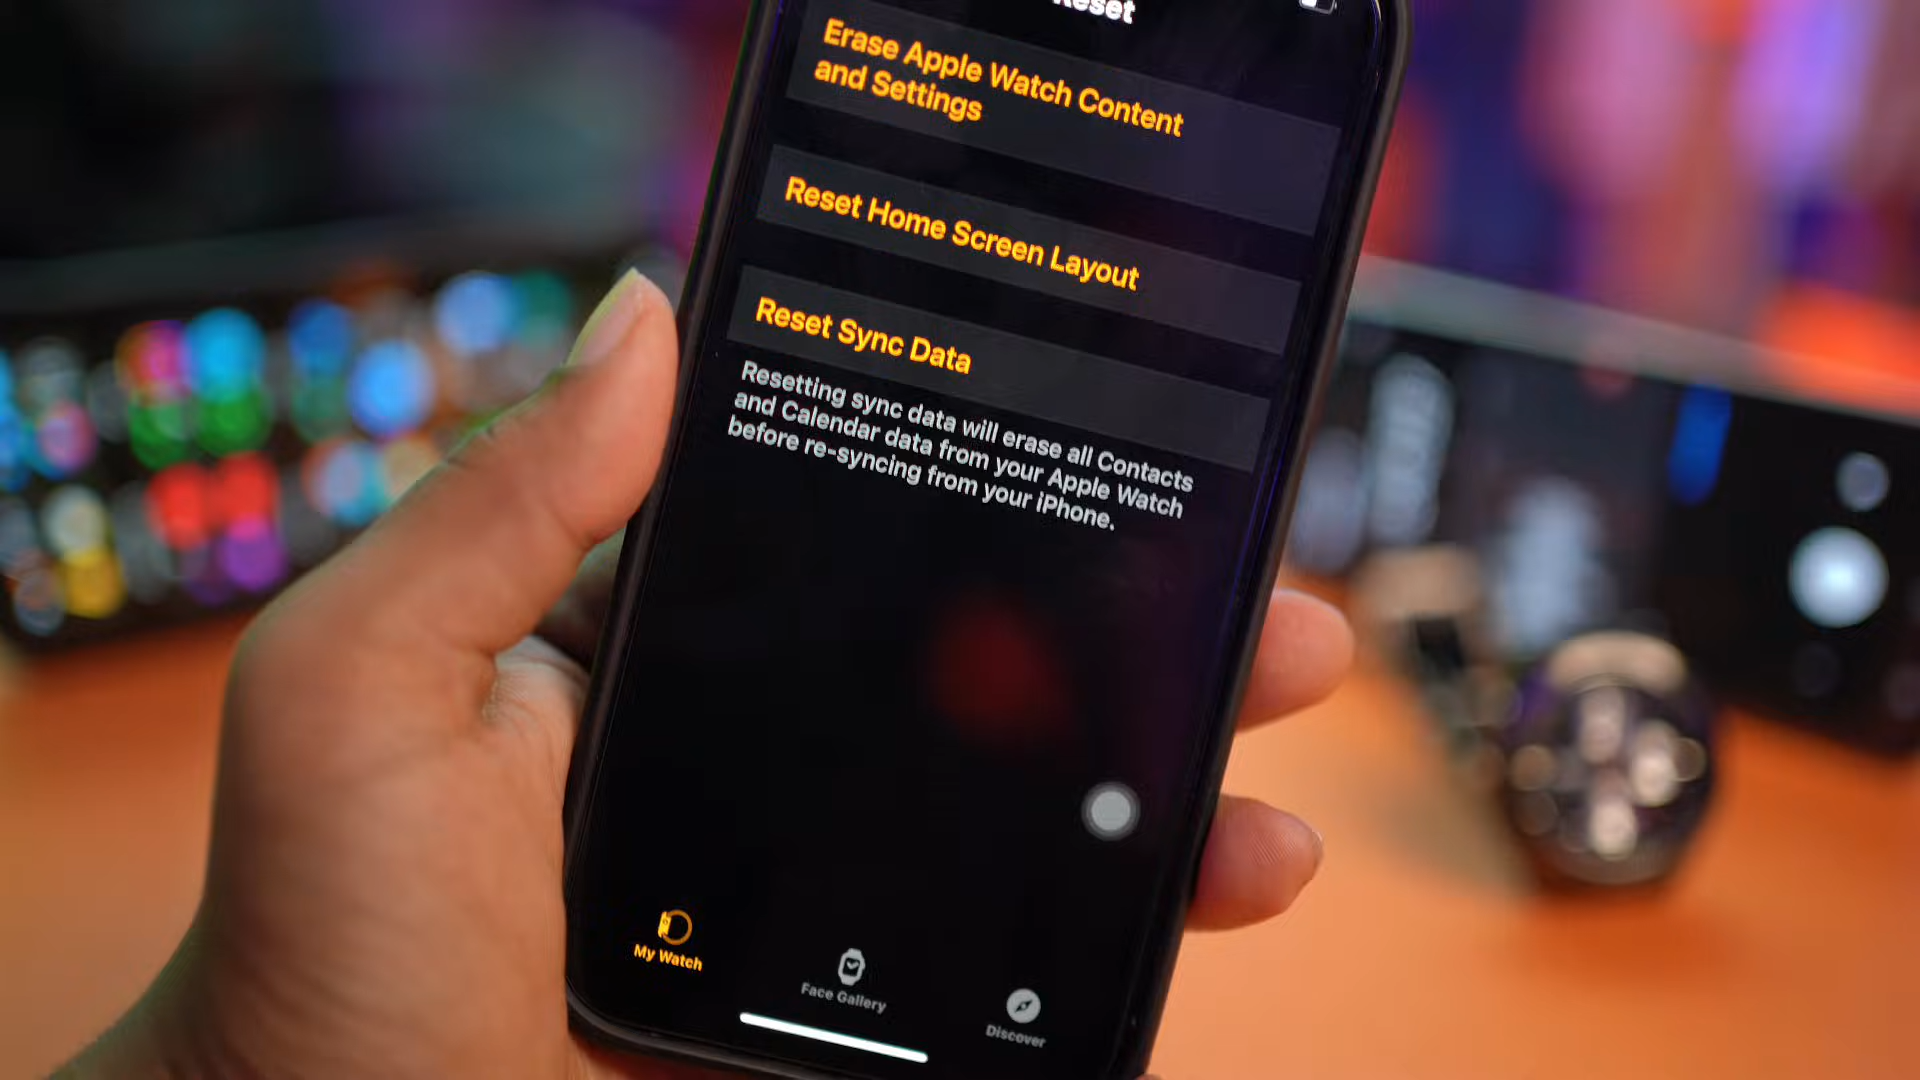 Reset
Erase Apple Watch Content
and Settings
Reset Home Screen Layout
Reset Sync Data
Resetting sync data will erase all Contacts
and Calendar data from your Apple Watch
before re-syncing from your iPhone.
My Watch
Face Gallery
Discover